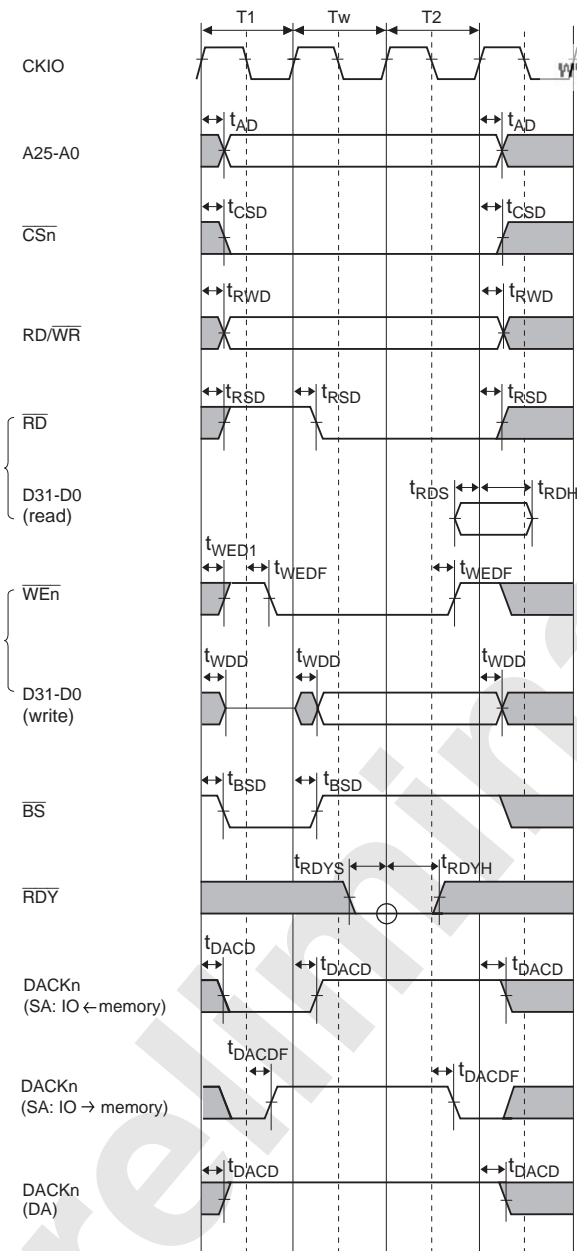 T1 Tw T2
CKIO
tAD tAD
A25-A0
tCSD tCSD
CSn
tRWD tRWD
RD/WR
tRSD tRSD tRSD
RD
tRDS tRDH
D31-D0
(read)
tWED1 tWEDF tWEDF
WEn
tWDD tWDD tWDD
D31-D0
(write)
tBSD tBSD
BS
tRDYS tRDYH
RDY
tDACD tDACD tDACD
DACKn
(SA: IO ← memory)
tDACDF tDACDF
DACKn
(SA: IO → memory)
tDACD tDACD
DACKn
(DA)